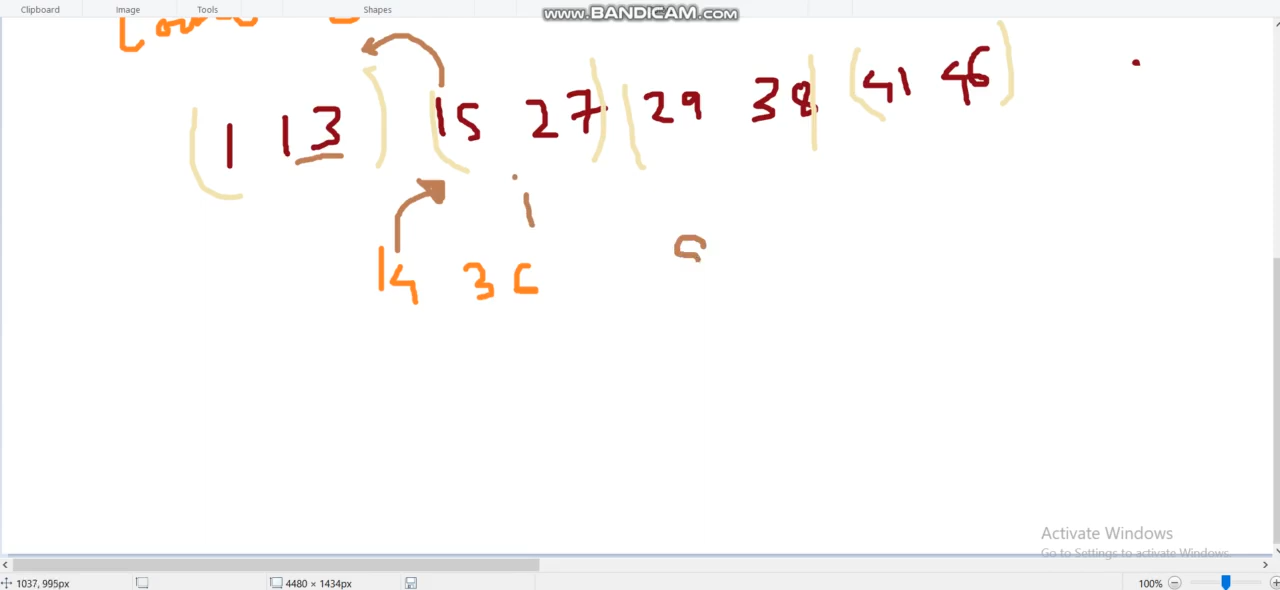 Clipboard Image Tools Shapes
www.BANDICAM.com
(1 13) (15 27) (29 38) (41 46)
i
14 3
Activate Windows
Go to Settings to activate Windows.
1037, 995px 4480 × 1434px 100%